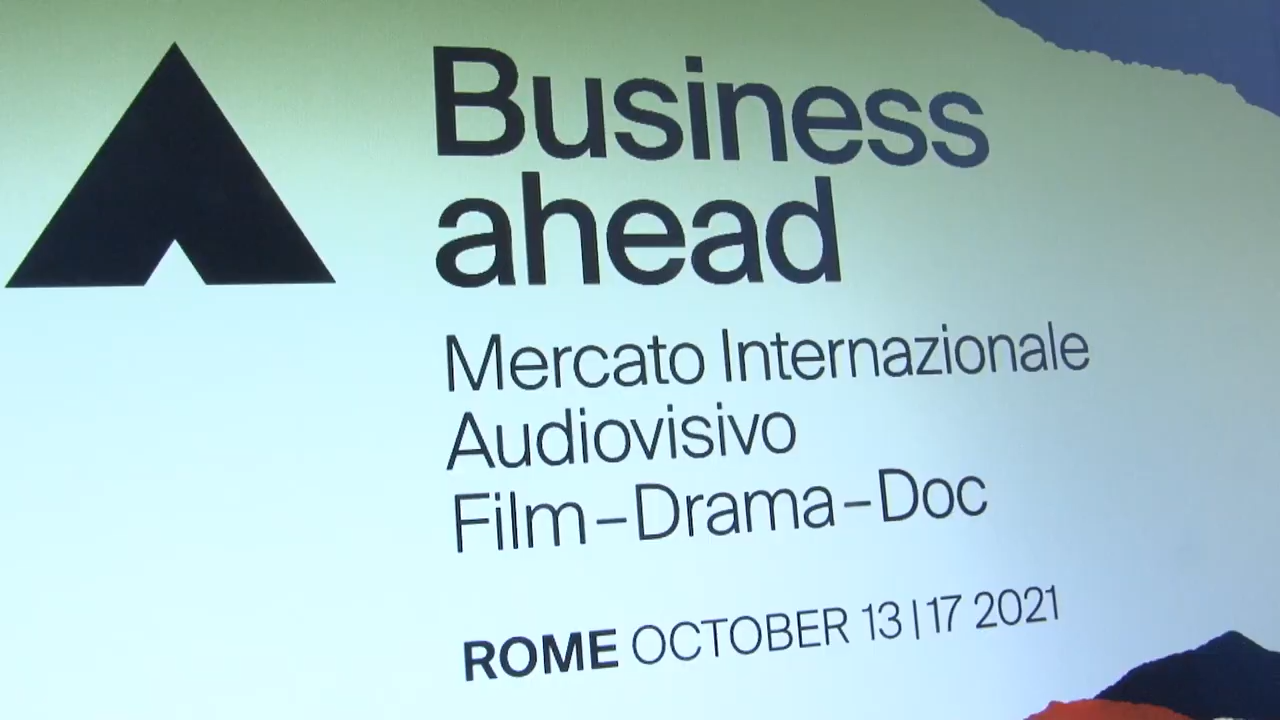 Business
ahead
Mercato Internazionale
Audiovisivo
Film–Drama–Doc
ROME OCTOBER 13|17 2021